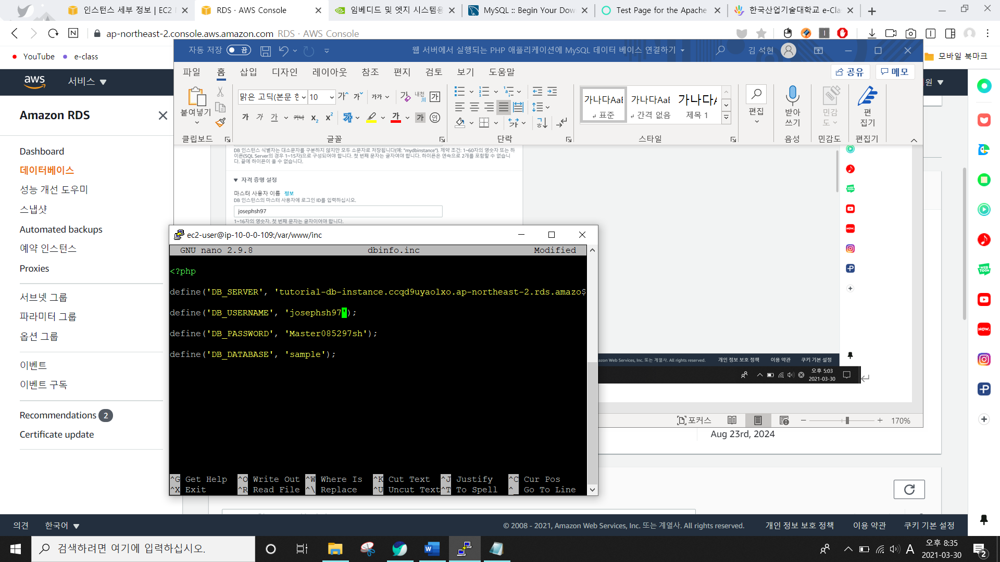 인스턴스 세부 정보 | EC2
RDS · AWS Console
임베디드 및 엣지 시스템용
MySQL :: Begin Your Dow
Test Page for the Apache
한국산업기술대학교 e-Cla
ap-northeast-2.console.aws.amazon.com RDS · AWS Console
YouTube
e-class
모바일 북마크
자동 저장 끔
웹 서버에서 실행되는 PHP 애플리케이션에 MySQL 데이터 베이스 연결하기
김 석현
파일 홈 삽입 디자인 레이아웃 참조 편지 검토 보기 도움말
공유
메모
aws
서비스
원
붙여넣기
클립보드
맑은 고딕(본문 한
10
글꼴
단락
가나다AaE
표준
가나다AaE
간격 없음
가나다A
제목 1
스타일
편집
받아
쓰기
음성
민감
도
민감도
편
집기
편집기
Amazon RDS
Dashboard
데이터베이스
성능 개선 도우미
스냅샷
Automated backups
예약 인스턴스
Proxies
서브넷 그룹
파라미터 그룹
옵션 그룹
이벤트
이벤트 구독
Recommendations 2
Certificate update
DB 인스턴스 식별자는 대소문자를 구분하지 않지만 모두 소문자로 저장됩니다(예: "mydbinstance"). 제약 조건: 1~60자의 영숫자 또는 하
이픈(SQL Server의 경우 1~15자)으로 구성되어야 합니다. 첫 번째 문자는 글자여야 합니다. 하이픈은 연속으로 2개를 포함할 수 없습니
다. 끝에 하이픈이 올 수 없습니다.
자격 증명 설정
마스터 사용자 이름 정보
DB 인스턴스의 마스터 사용자에 로그인 ID를 입력하십시오.
josephsh97
1~16자의 영숫자. 첫 번째 문자는 글자이어야 합니다.
ec2-user@ip-10-0-0-109:/var/www/inc
GNU nano 2.9.8 dbinfo.inc Modified
<?php
define('DB_SERVER', 'tutorial-db-instance.ccqd9uyaolxo.ap-northeast-2.rds.amazo$
define('DB_USERNAME', 'josephsh97');
define('DB_PASSWORD', 'Master085297sh');
define('DB_DATABASE', 'sample');
^G Get Help ^O Write Out ^W Where Is ^K Cut Text ^J Justify ^C Cur Pos
^X Exit ^R Read File ^\ Replace ^U Uncut Text ^T To Spell ^_ Go To Line
azon Web Services, Inc. 또는 계열사. All rights reserved. 개인 정보 보호 정책 이용 약관 쿠키 기본 설정
오후 5:03
2021-03-30
포커스
170%
Aug 23rd, 2024
의견
한국어
© 2008 - 2021, Amazon Web Services, Inc. 또는 계열사. All rights reserved. 개인 정보 보호 정책 이용 약관 쿠키 기본 설정
검색하려면 여기에 입력하십시오.
A
오후 8:35
2021-03-30
2